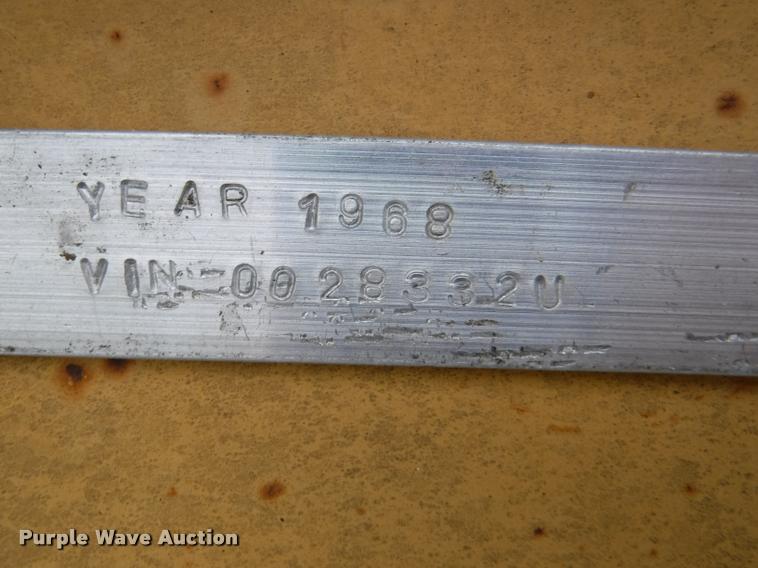 YEAR 1968
VIN-0028332U
Purple Wave Auction